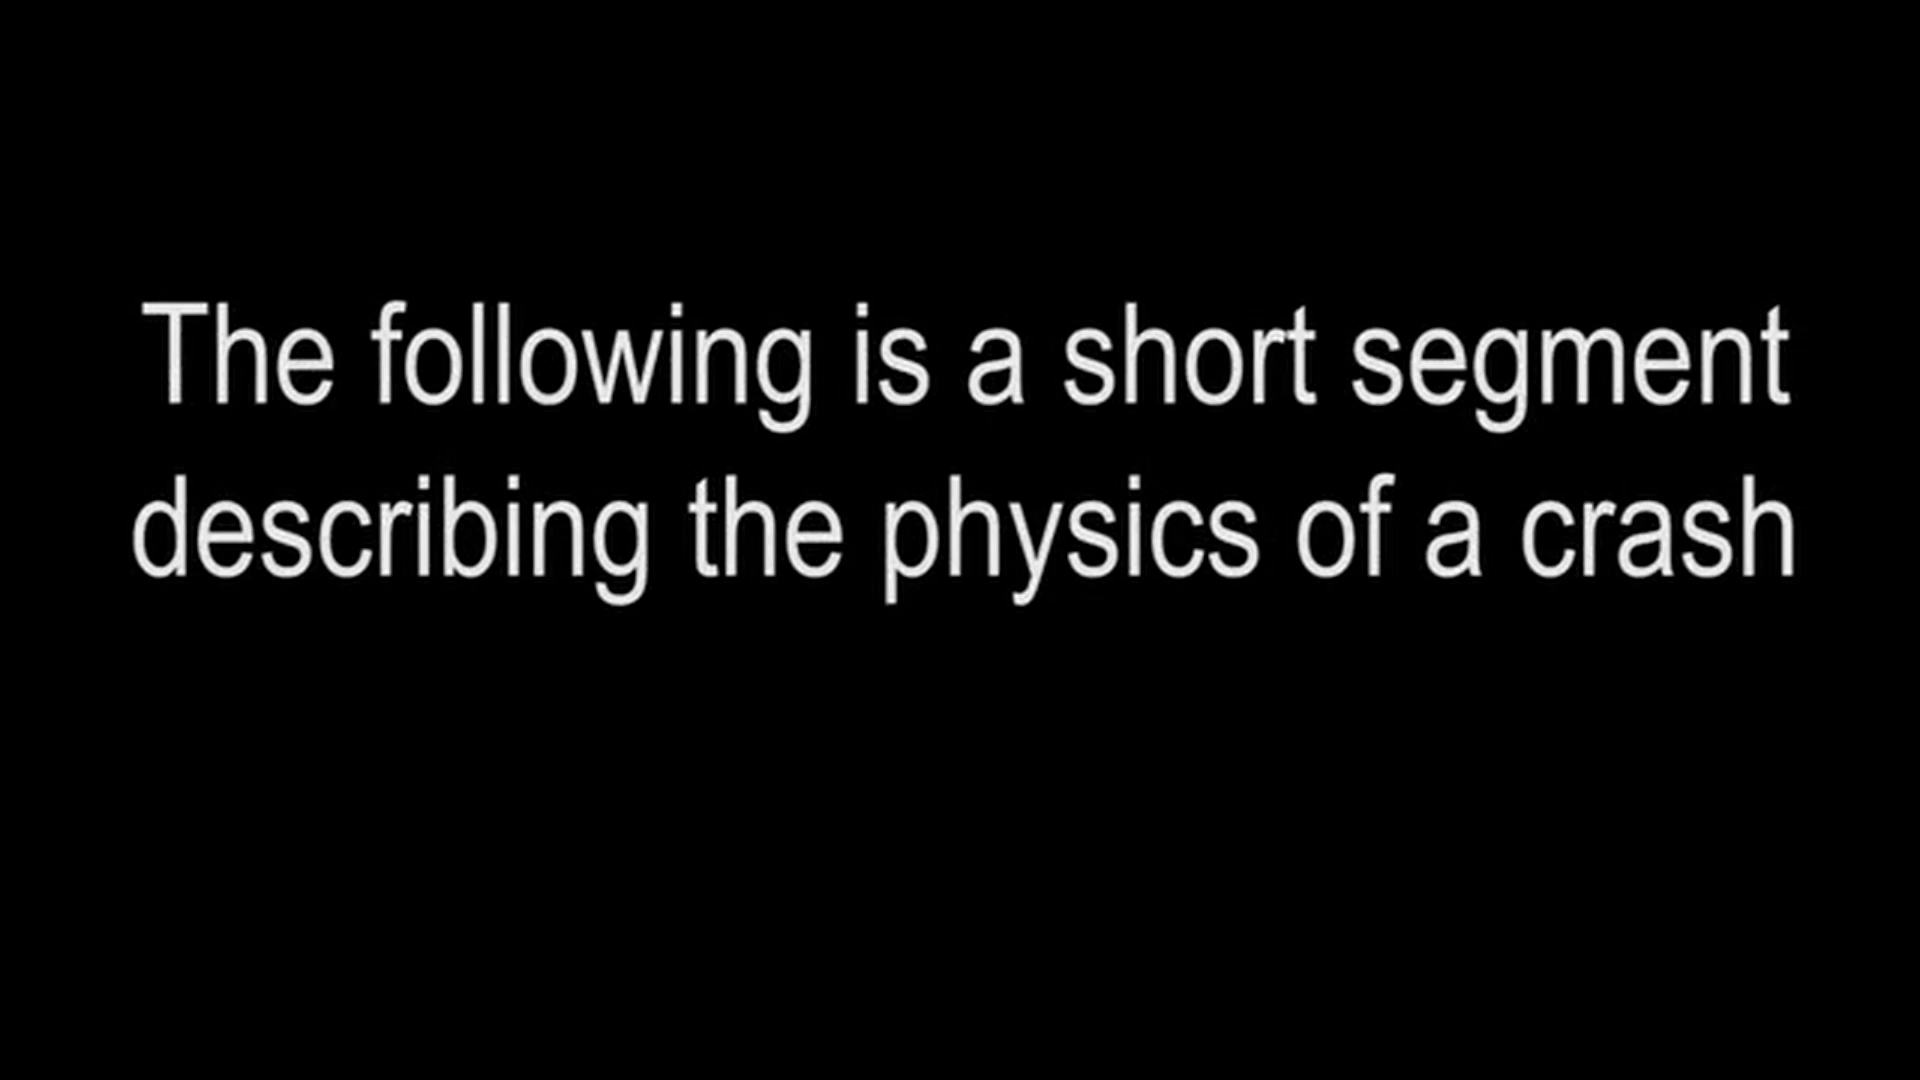 The following is a short segment
describing the physics of a crash